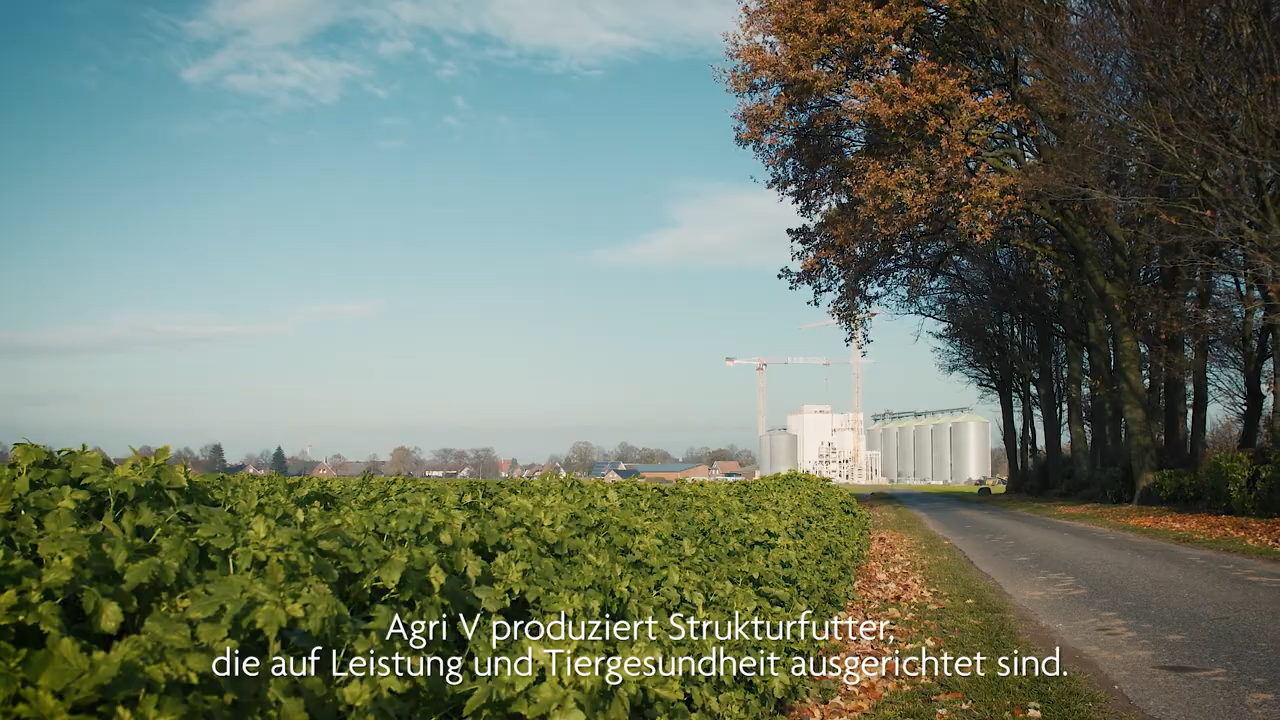 Agri V produziert Strukturfutter,
die auf Leistung und Tiergesundheit ausgerichtet sind.